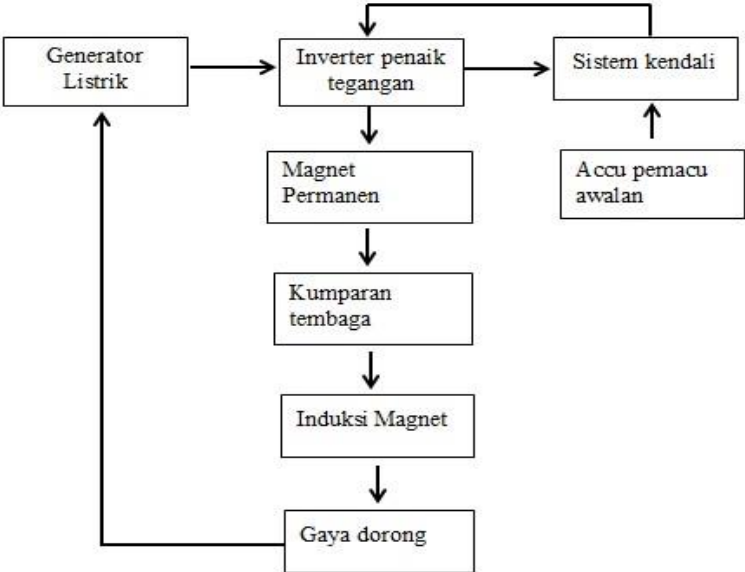 Generator
Listrik
Inverter penaik
tegangan
Sistem kendali
Magnet
Permanen
Accu pemacu
awalan
Kumparan
tembaga
Induksi Magnet
Gaya dorong